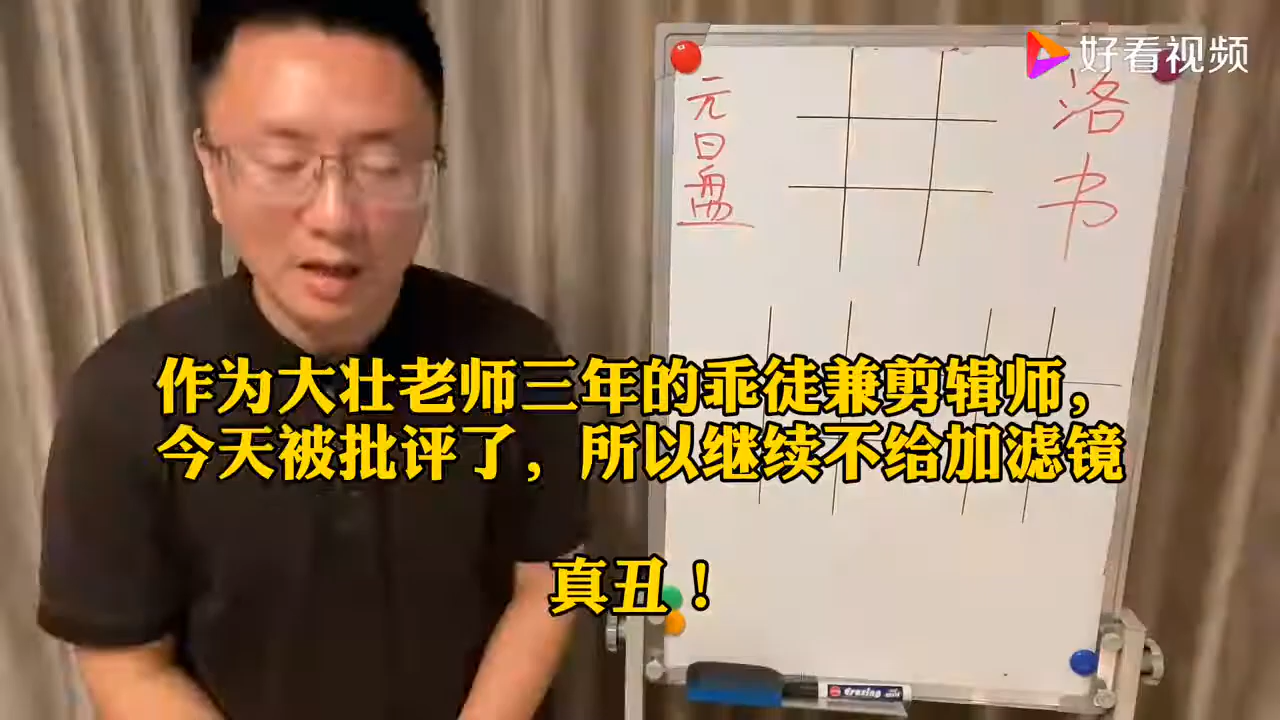 好看视频
元旦盘
洛书
作为大壮老师三年的乖徒兼剪辑师，
今天被批评了，所以继续不给加滤镜
真丑！